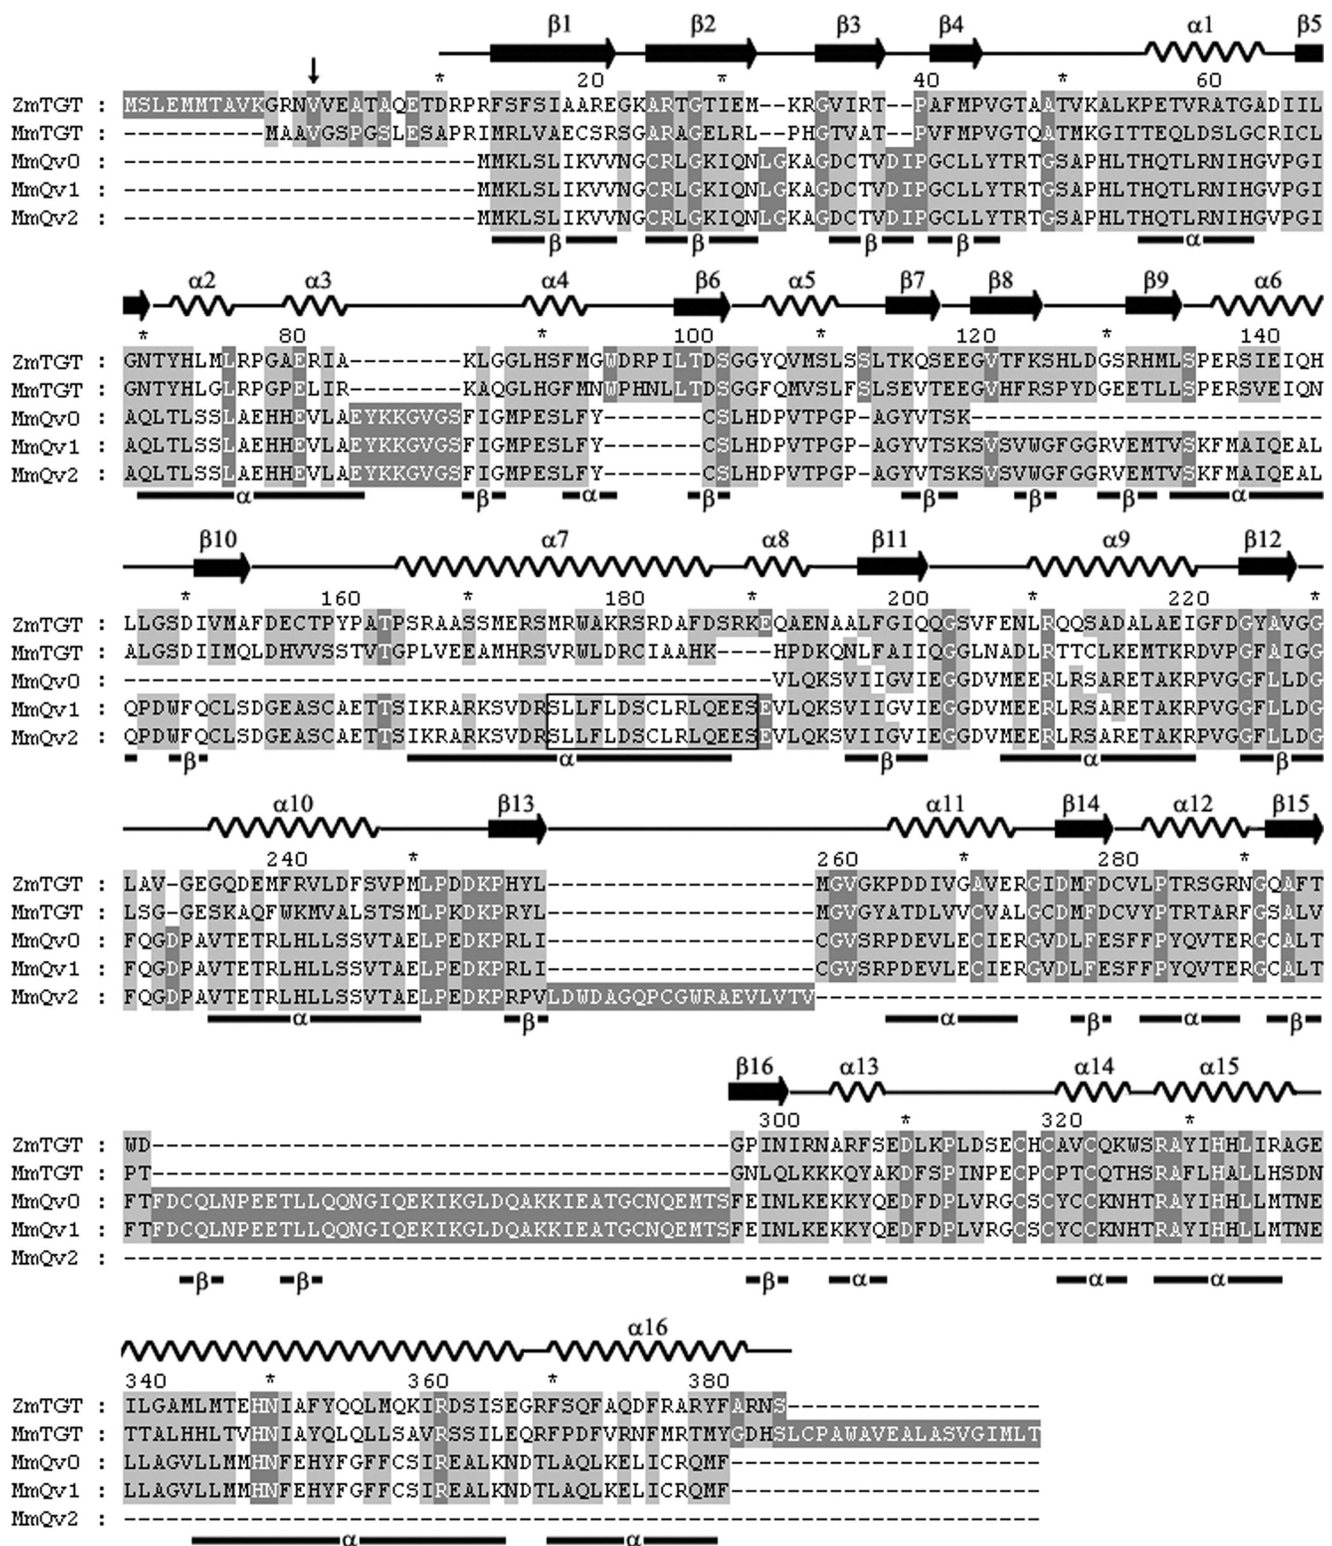 β1 β2 β3 β4 α1 β5
* 20 * 40 * 60
ZmTGT : MSLEMMTAVKGRNVVEATAQETDRPRFSFSIAAREGKARTGTIEM--KRGVIRT--PAFMPVGTAATVKALKPETVRATGADIIL
MmTGT : ----------MAAVGSPGSLESAPRIMRLVAECSRSGARAGELRL--PHGTVAT--PVFMPVGTQATMKGITTEQLDSLGCRICL
MmQv0 : -------------------------MMKLSLIKVVNGCRLGKIQNLGKAGDCTVDIPGCLLYTRTGSAPHLTHQTLRNIHGVPGI
MmQv1 : -------------------------MMKLSLIKVVNGCRLGKIQNLGKAGDCTVDIPGCLLYTRTGSAPHLTHQTLRNIHGVPGI
MmQv2 : -------------------------MMKLSLIKVVNGCRLGKIQNLGKAGDCTVDIPGCLLYTRTGSAPHLTHQTLRNIHGVPGI
β β β β α
α2 α3 α4 β6 α5 β7 β8 β9 α6
* 80 * 100 * 120 * 140
ZmTGT : GNTYHLMLRPGAERIA--------KLGGLHSFMGWDRPILTDSGGYQVMSLSSLTKQSEEGVTFKSHLDGSRHMLSPERSIEIQH
MmTGT : GNTYHLGLRPGPELIR--------KAQGLHGFMNWPHNLLTDSGGFQMVSLFSLSEVTEEGVHFRSPYDGEETLLSPERSVEIQN
MmQv0 : AQLTLSSLAEHHEVLAEYKKGVGSFIGMPESLFY-------CSLHDPVTPGP-AGYVTSK-------------------------
MmQv1 : AQLTLSSLAEHHEVLAEYKKGVGSFIGMPESLFY-------CSLHDPVTPGP-AGYVTSKSVSVWGFGGRVEMTVSKFMAIQEAL
MmQv2 : AQLTLSSLAEHHEVLAEYKKGVGSFIGMPESLFY-------CSLHDPVTPGP-AGYVTSKSVSVWGFGGRVEMTVSKFMAIQEAL
α β α β β β β α
β10 α7 α8 β11 α9 β12
* 160 * 180 * 200 * 220 *
ZmTGT : LLGSDIVMAFDECTPYPATPSRAASSMERSMRWAKRSRDAFDSRKEQAENAALFGIQQGSVFENLRQQSADALAEIGFDGYAVGG
MmTGT : ALGSDIIMQLDHVVSSTVTGPLVEEAMHRSVRWLDRCIAAHK----HPDKQNLFAIIQGGLNADLRTTCLKEMTKRDVPGFAIGG
MmQv0 : ----------------------------------------------VLQKSVIIGVIEGGDVMEERLRSARETAKRPVGGFLLDG
MmQv1 : QPDWFQCLSDGEASCAETTSIKRARKSVDRSLLFLDSCLRLQEESEVLQKSVIIGVIEGGDVMEERLRSARETAKRPVGGFLLDG
MmQv2 : QPDWFQCLSDGEASCAETTSIKRARKSVDRSLLFLDSCLRLQEESEVLQKSVIIGVIEGGDVMEERLRSARETAKRPVGGFLLDG
β α β α β
α10 β13 α11 β14 α12 β15
240 * 260 * 280 *
ZmTGT : LAV-GEGQDEMFRVLDFSVPMLPDDKPHYL-------------------MGVGKPDDIVGAVERGIDMFDCVLPTRSGRNGQAFT
MmTGT : LSG-GESKAQFWKMVALSTSMLPKDKPRYL-------------------MGVGYATDLVVCVALGCDMFDCVYPTRTARFGSALV
MmQv0 : FQGDPAVTETRLHLLSSVTAELPEDKPRLI-------------------CGVSRPDEVLECIERGVDLFESFFPYQVTERGCALT
MmQv1 : FQGDPAVTETRLHLLSSVTAELPEDKPRLI-------------------CGVSRPDEVLECIERGVDLFESFFPYQVTERGCALT
MmQv2 : FQGDPAVTETRLHLLSSVTAELPEDKPRPVLDWDAGQPCGWRAEVLVTV------------------------------------
α β α β α β
β16 α13 α14 α15
300 * 320 *
ZmTGT : WD-----------------------------------------GPINIRNARFSEDLKPLDSECHCAVCQKWSRAYIHHLIRAGE
MmTGT : PT-----------------------------------------GNLQLKKKQYAKDFSPINPECPCPTCQTHSRAFLHALLHSDN
MmQv0 : FTFDCQLNPEETLLQQNGIQEKIKGLDQAKKIEATGCNQEMTSFEINLKEKKYQEDFDPLVRGCSCYCCKNHTRAYIHHLLMTNE
MmQv1 : FTFDCQLNPEETLLQQNGIQEKIKGLDQAKKIEATGCNQEMTSFEINLKEKKYQEDFDPLVRGCSCYCCKNHTRAYIHHLLMTNE
MmQv2 : -------------------------------------------------------------------------------------
β β β α α α
α16
340 * 360 * 380
ZmTGT : ILGAMLMTEHNIAFYQQLMQKIRDSISEGRFSQFAQDFRARYFARNS------------------
MmTGT : TTALHHLTVHNIAYQLQLLSAVRSSILEQRFPDFVRNFMRTMYGDHSLCPAWAVEALASVGIMLT
MmQv0 : LLAGVLLMMHNFEHYFGFFCSIREALKNDTLAQLKELICRQMF----------------------
MmQv1 : LLAGVLLMMHNFEHYFGFFCSIREALKNDTLAQLKELICRQMF----------------------
MmQv2 : -----------------------------------------------------------------
α α